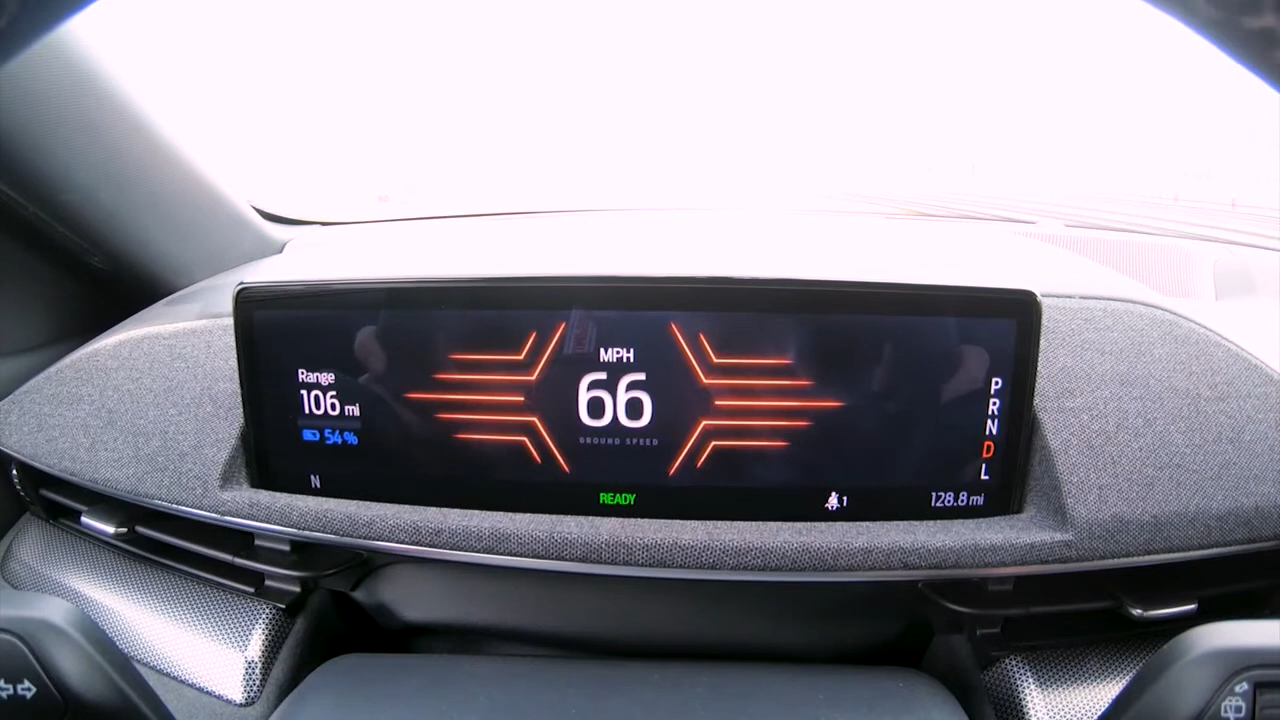 Range
106 mi
54%
N
MPH
66
GROUND SPEED
READY
1
P
R
N
D
L
128.8 mi